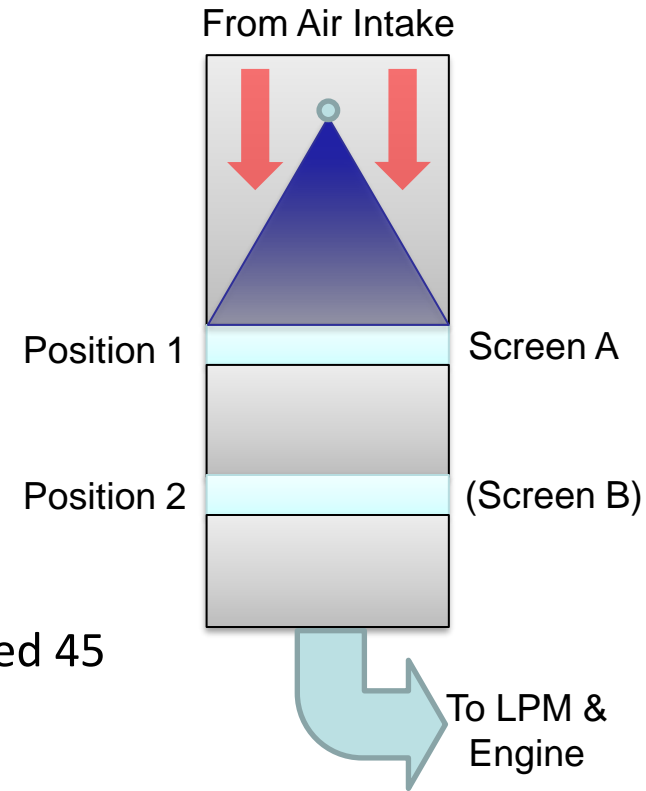 From Air Intake
Position 1
Screen A
Position 2
(Screen B)
ed 45
To LPM &
Engine